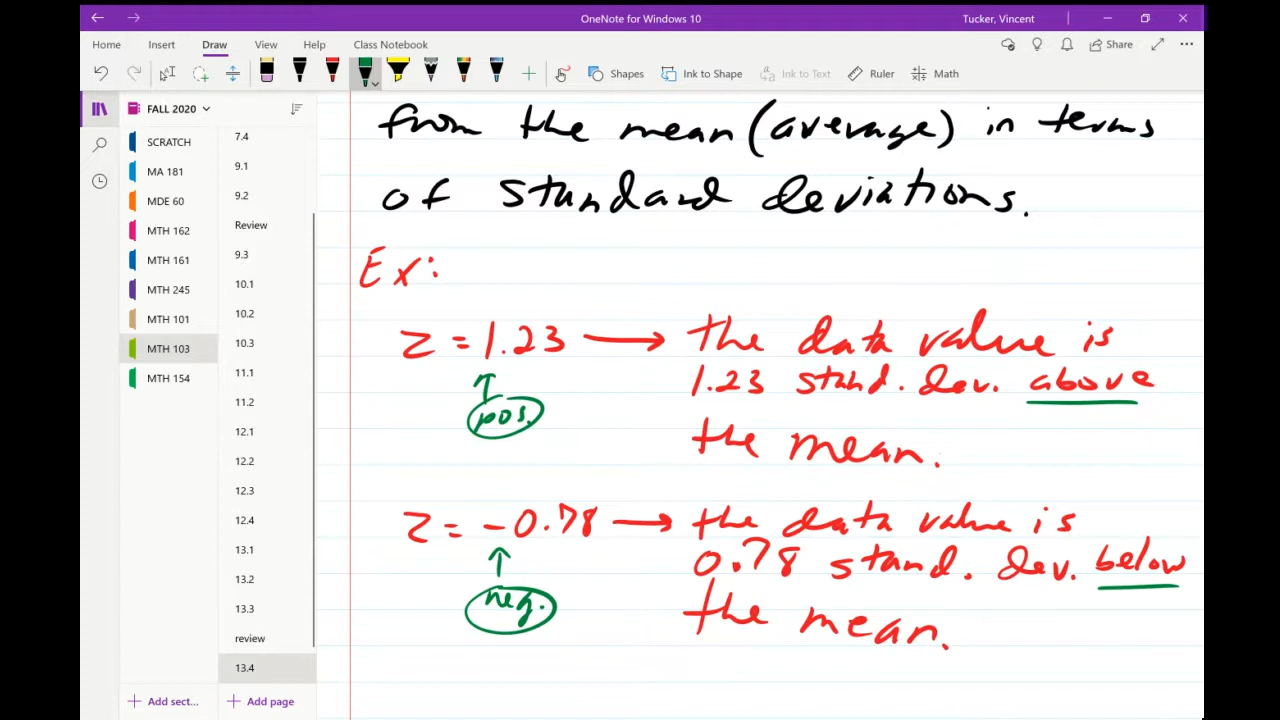 OneNote for Windows 10
Tucker, Vincent
Home Insert Draw View Help Class Notebook
Share
Shapes Ink to Shape Ink to Text Ruler Math
FALL 2020
SCRATCH
MA 181
MDE 60
MTH 162
MTH 161
MTH 245
MTH 101
MTH 103
MTH 154
Add sect...
7.4
9.1
9.2
Review
9.3
10.1
10.2
10.3
11.1
11.2
12.1
12.2
12.3
12.4
13.1
13.2
13.3
review
13.4
Add page
from the mean (average) in terms
of standard deviations.
Ex:
z = 1.23 → the data value is
1.23 stand. dev. above
the mean.
↑
pos.
z = -0.78 → the data value is
0.78 stand. dev. below
the mean.
↑
neg.